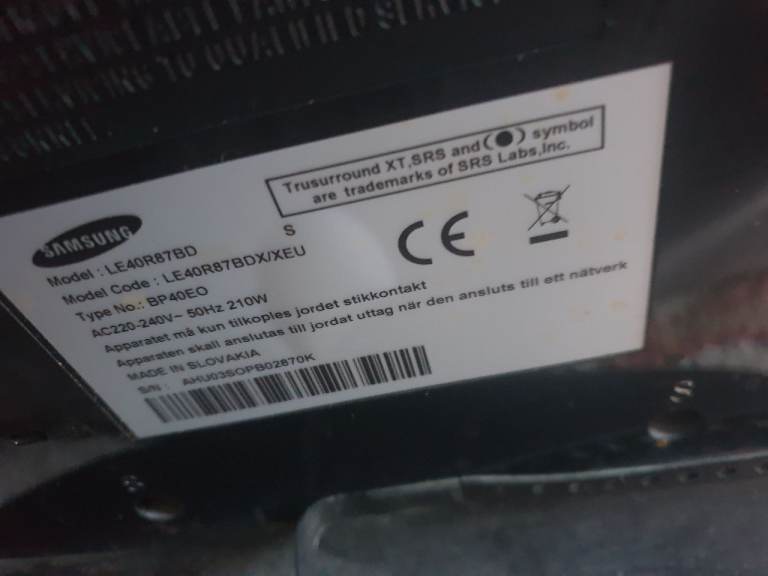 Trusurround XT,SRS and (●) symbol
are trademarks of SRS Labs,Inc.
SAMSUNG
S
Model : LE40R87BD
Model Code : LE40R87BDX/XEU
Type No.: BP40EO
AC220-240V~ 50Hz 210W
Apparatet må kun tilkoples jordet stikkontakt
Apparaten skall anslutas till jordat uttag när den ansluts till ett nätverk
MADE IN SLOVAKIA
S/N : AHU03SOPB02870K
CE
S